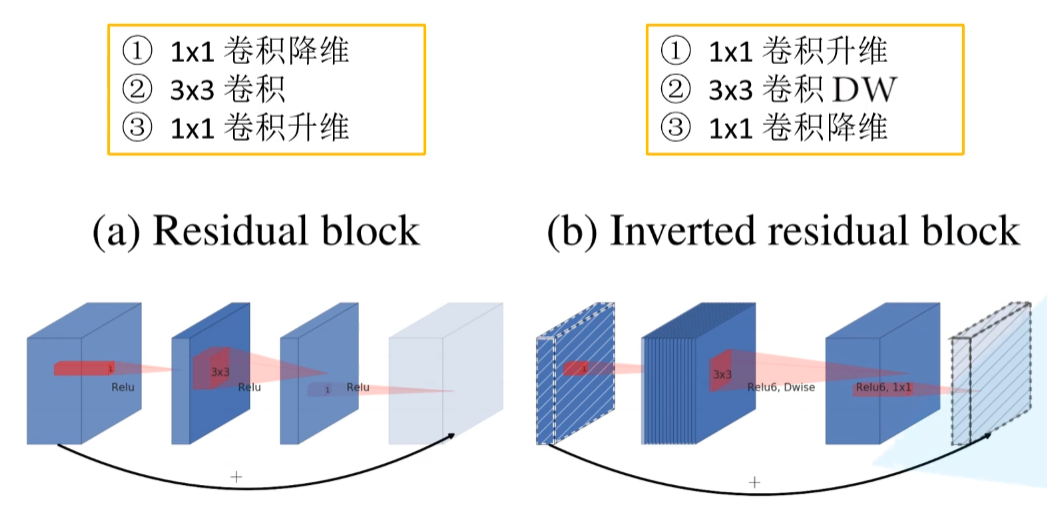 ① 1x1 卷积降维
② 3x3 卷积
③ 1x1 卷积升维
① 1x1 卷积升维
② 3x3 卷积 DW
③ 1x1 卷积降维
(a) Residual block
(b) Inverted residual block
1
Relu
3x3
Relu
1
Relu
+
1
3x3
Relu6, Dwise
Relu6, 1x1
+